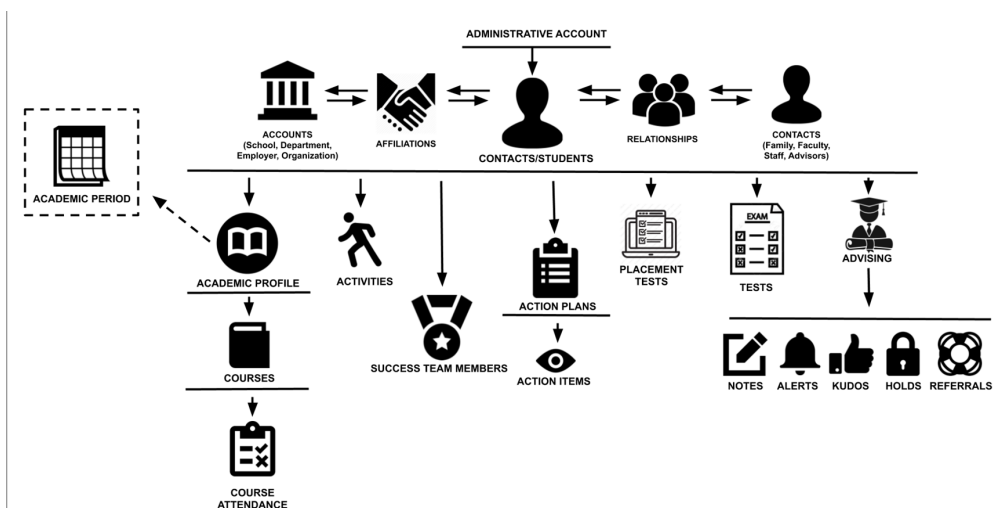 ADMINISTRATIVE ACCOUNT
ACCOUNTS
(School, Department,
Employer, Organization)
AFFILIATIONS
CONTACTS/STUDENTS
RELATIONSHIPS
CONTACTS
(Family, Faculty,
Staff, Advisors)
ACADEMIC PERIOD
ACADEMIC PROFILE
ACTIVITIES
SUCCESS TEAM MEMBERS
ACTION PLANS
PLACEMENT
TESTS
EXAM
TESTS
ADVISING
COURSES
ACTION ITEMS
NOTES
ALERTS
KUDOS
HOLDS
REFERRALS
COURSE
ATTENDANCE